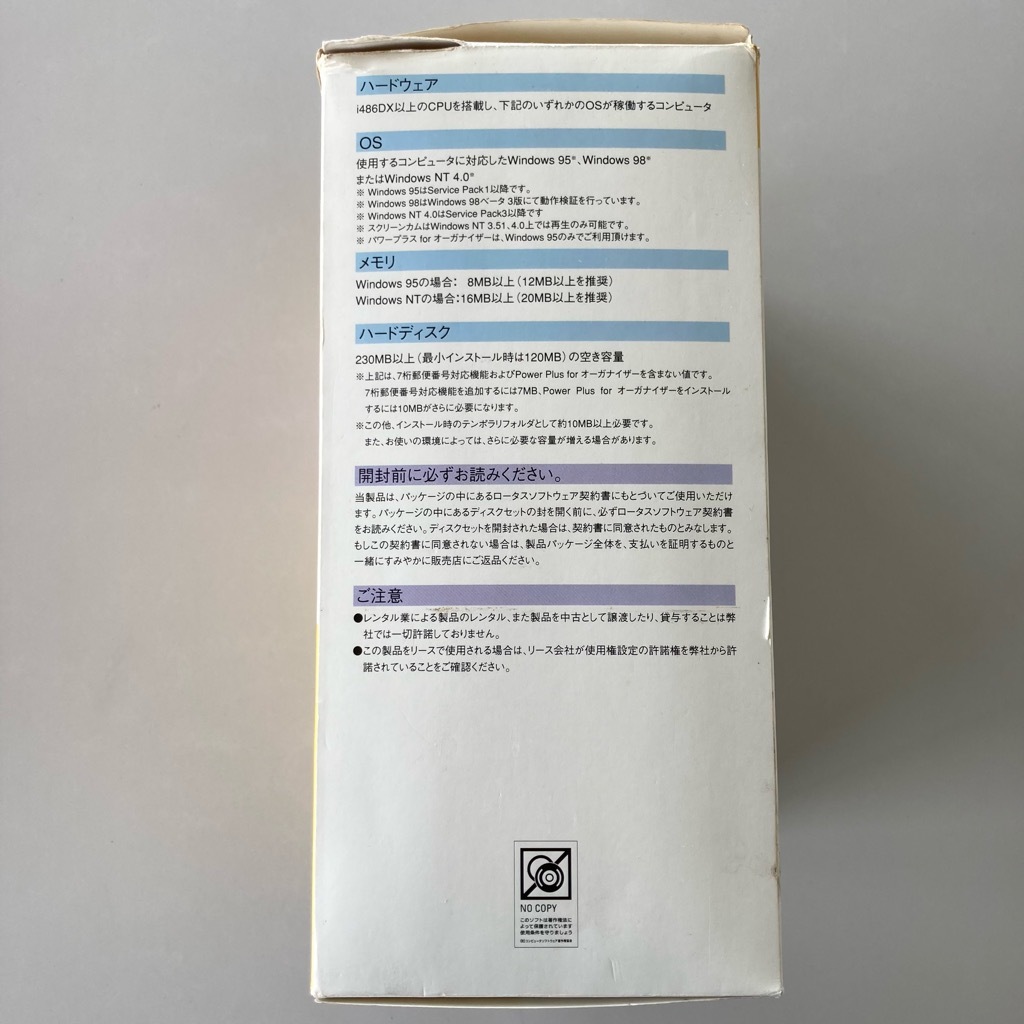 ハードウェア
i486DX以上のCPUを搭載し、下記のいずれかのOSが稼働するコンピュータ
OS
使用するコンピュータに対応したWindows 95®、Windows 98®
またはWindows NT 4.0®
※ Windows 95はService Pack1以降です。
※ Windows 98はWindows 98ベータ 3版にて動作検証を行っています。
※ Windows NT 4.0はService Pack3以降です
※ スクリーンカムはWindows NT 3.51、4.0上では再生のみ可能です。
※ パワープラス for オーガナイザーは、Windows 95のみでご利用頂けます。
メモリ
Windows 95の場合： 8MB以上（12MB以上を推奨）
Windows NTの場合：16MB以上（20MB以上を推奨）
ハードディスク
230MB以上（最小インストール時は120MB）の空き容量
※上記は、7桁郵便番号対応機能およびPower Plus for オーガナイザーを含まない値です。
7桁郵便番号対応機能を追加するには7MB、Power Plus for オーガナイザーをインストール
するには10MBがさらに必要になります。
※この他、インストール時のテンポラリフォルダとして約10MB以上必要です。
また、お使いの環境によっては、さらに必要な容量が増える場合があります。
開封前に必ずお読みください。
当製品は、パッケージの中にあるロータスソフトウェア契約書にもとづいてご使用いただけ
ます。パッケージの中にあるディスクセットの封を開く前に、必ずロータスソフトウェア契約書
をお読みください。ディスクセットを開封された場合は、契約書に同意されたものとみなします。
もしこの契約書に同意されない場合は、製品パッケージ全体を、支払いを証明するものと
一緒にすみやかに販売店にご返品ください。
ご注意
●レンタル業による製品のレンタル、また製品を中古として譲渡したり、貸与することは弊
社では一切許諾しておりません。
●この製品をリースで使用される場合は、リース会社が使用権設定の許諾権を弊社から許
諾されていることをご確認ください。
NO COPY
このソフトは著作権法に
よって保護されています
使用条件を守りましょう